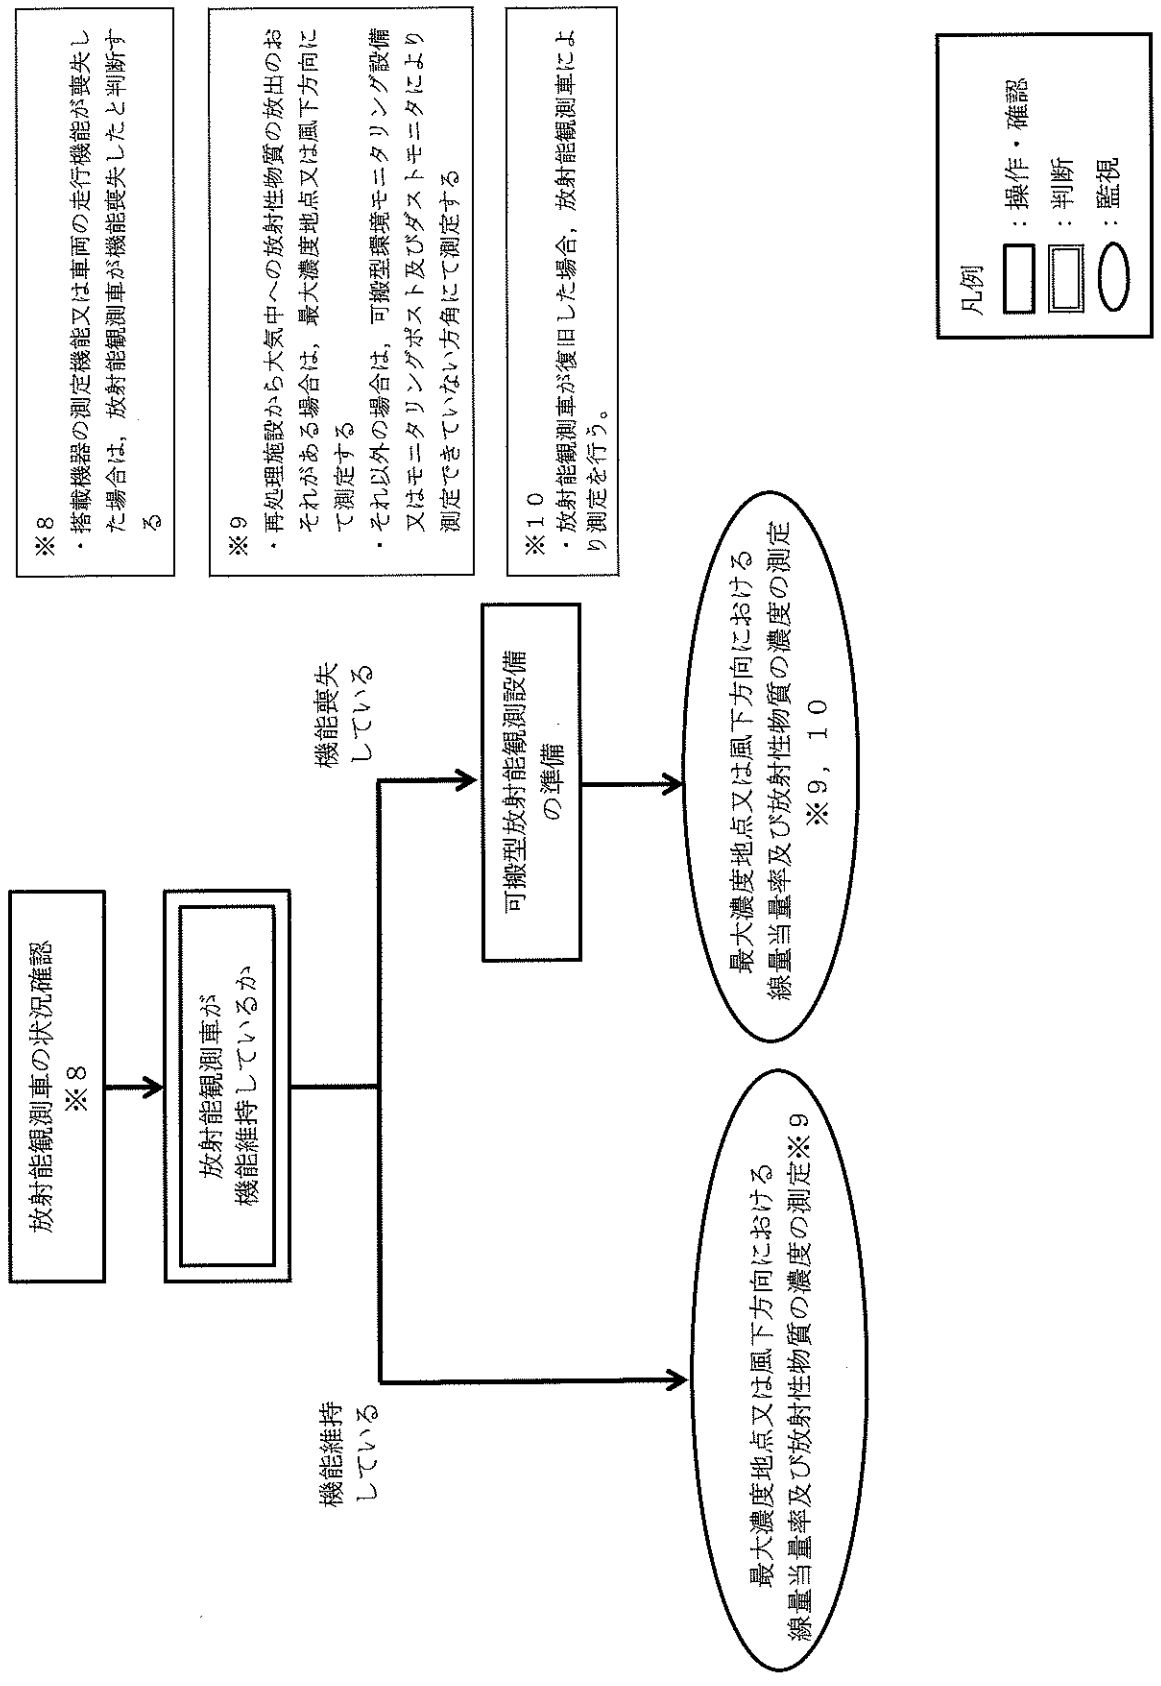 放射能観測車の状況確認
※８
放射能観測車が
機能維持しているか
機能維持
している
機能喪失
している
可搬型放射能観測設備
の準備
最大濃度地点又は風下方向における
線量当量率及び放射性物質の濃度の測定※９
最大濃度地点又は風下方向における
線量当量率及び放射性物質の濃度の測定
※９，１０
※８
・搭載機器の測定機能又は車両の走行機能が喪失し
た場合は，放射能観測車が機能喪失したと判断す
る
※９
・再処理施設から大気中への放射性物質の放出のお
それがある場合は，最大濃度地点又は風下方向に
て測定する
・それ以外の場合は，可搬型環境モニタリング設備
又はモニタリングポスト及びダストモニタにより
測定できていない方角にて測定する
※１０
・放射能観測車が復旧した場合，放射能観測車によ
り測定を行う。
凡例
：操作・確認
：判断
：監視